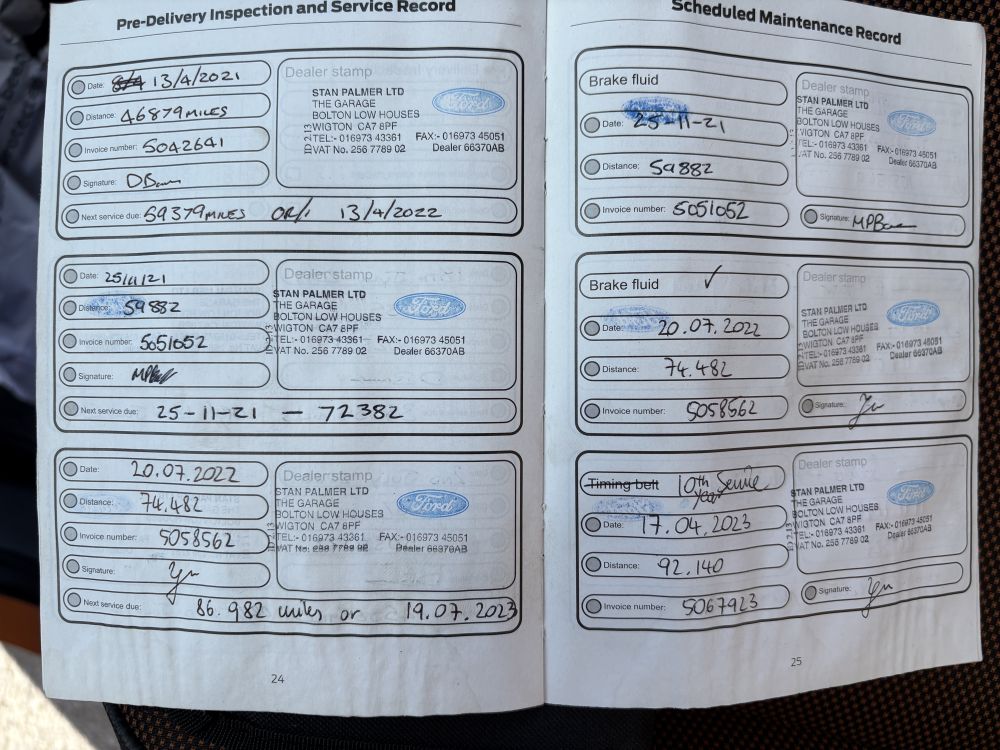 Pre-Delivery Inspection and Service Record
Date: 8/4 13/4/2021
Distance: 46879 MILES
Invoice number: 5042641
Signature:
Next service due: 59379 MILES OR/. 13/4/2022
Dealer stamp
STAN PALMER LTD
THE GARAGE
BOLTON LOW HOUSES
WIGTON CA7 8PF
TEL:- 016973 43361 FAX:- 016973 45051
VAT No. 256 7789 02 Dealer 66370AB
Ford
Date: 25/11/21
Distance: 59882
Invoice number: 5051052
Signature:
Next service due: 25-11-21 - 72382
Dealer stamp
STAN PALMER LTD
THE GARAGE
BOLTON LOW HOUSES
WIGTON CA7 8PF
TEL:- 016973 43361 FAX:- 016973 45051
VAT No. 256 7789 02 Dealer 66370AB
Ford
Date: 20.07.2022
Distance: 74.482
Invoice number: 5058562
Signature:
Next service due: 86.982 miles or 19.07.2023
Dealer stamp
STAN PALMER LTD
THE GARAGE
BOLTON LOW HOUSES
WIGTON CA7 8PF
TEL:- 016973 43361 FAX:- 016973 45051
VAT No. 256 7789 02 Dealer 66370AB
Ford
24
Scheduled Maintenance Record
Brake fluid
Date: 25-11-21
Distance: 59882
Invoice number: 5051052
Dealer stamp
STAN PALMER LTD
THE GARAGE
BOLTON LOW HOUSES
WIGTON CA7 8PF
TEL:- 016973 43361 FAX:- 016973 45051
VAT No. 256 7789 02 Dealer 66370AB
Ford
Signature:
Brake fluid ✓
Date: 20.07.2022
Distance: 74.482
Invoice number: 5058562
Dealer stamp
STAN PALMER LTD
THE GARAGE
BOLTON LOW HOUSES
WIGTON CA7 8PF
TEL:- 016973 43361 FAX:- 016973 45051
VAT No. 256 7789 02 Dealer 66370AB
Ford
Signature:
Timing belt 10th year Service
Date: 17.04.2023
Distance: 92.140
Invoice number: 5067923
Dealer stamp
STAN PALMER LTD
THE GARAGE
BOLTON LOW HOUSES
WIGTON CA7 8PF
TEL:- 016973 43361 FAX:- 016973 45051
VAT No. 256 7789 02 Dealer 66370AB
Ford
Signature:
25